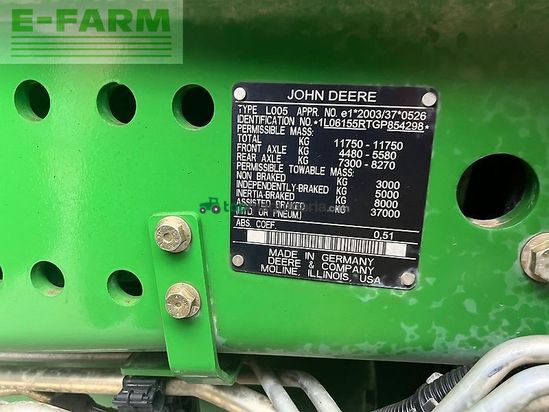 E-FARM
JOHN DEERE
TYPE L005 APPR. NO. e1*2003/37*0526
IDENTIFICATION NO.*1L06155RTGP854298*
PERMISSIBLE MASS:
TOTAL KG 11750 - 11750
FRONT AXLE KG 4480 - 5580
REAR AXLE KG 7300 - 8270
PERMISSIBLE TOWABLE MASS:
NON BRAKED KG 3000
INDEPENDENTLY-BRAKED KG 5000
INERTIA-BRAKED KG 8000
ASSISTED BRAKED
(HYD. OR PNEUM.) KG 37000
ABS. COEF. 0,51
MADE IN GERMANY
DEERE & COMPANY
MOLINE, ILLINOIS, USA